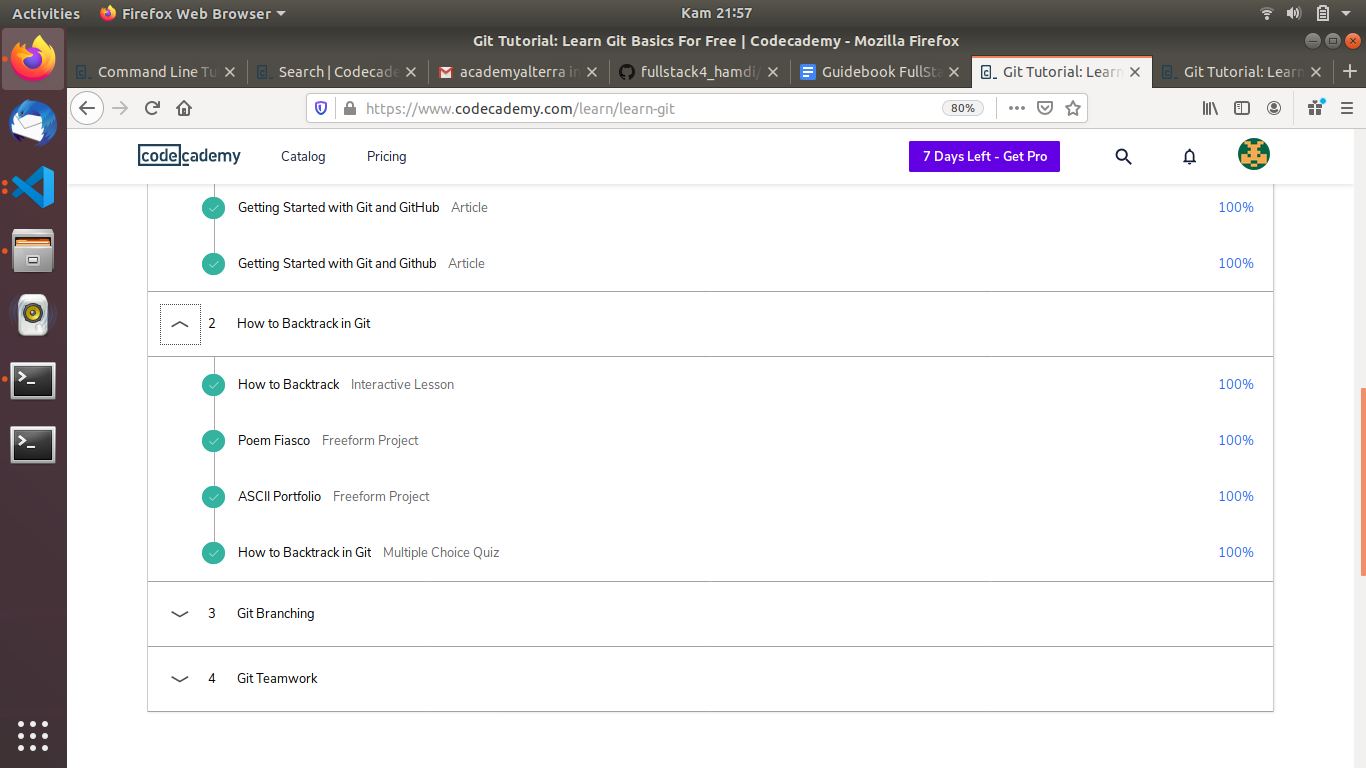 Activities Firefox Web Browser Kam 21:57
Git Tutorial: Learn Git Basics For Free | Codecademy - Mozilla Firefox
Command Line Tu Search | Codecade academyalterra in fullstack4_hamdi/ Guidebook FullSta Git Tutorial: Learn Git Tutorial: Learn
https://www.codecademy.com/learn/learn-git 80%
codecademy Catalog Pricing 7 Days Left - Get Pro
Getting Started with Git and GitHub Article 100%
Getting Started with Git and Github Article 100%
2 How to Backtrack in Git
How to Backtrack Interactive Lesson 100%
Poem Fiasco Freeform Project 100%
ASCII Portfolio Freeform Project 100%
How to Backtrack in Git Multiple Choice Quiz 100%
3 Git Branching
4 Git Teamwork